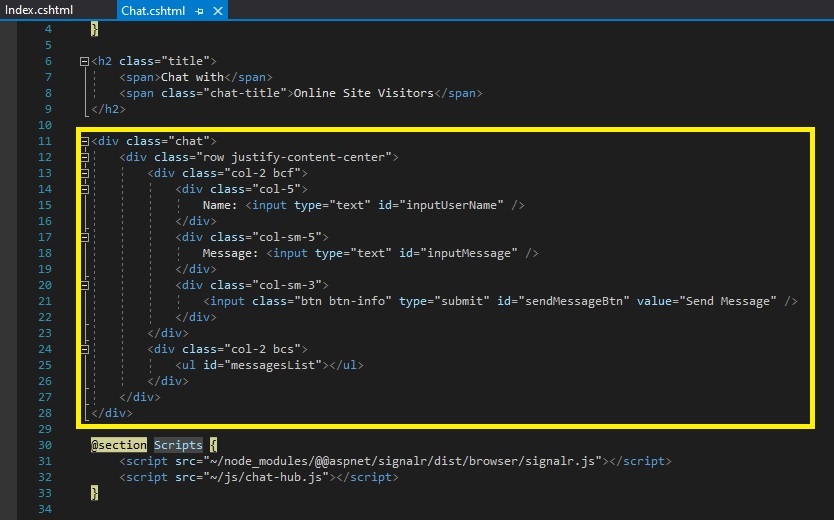 Index.cshtml Chat.cshtml
4 }
5
6 <h2 class="title">
7 <span>Chat with</span>
8 <span class="chat-title">Online Site Visitors</span>
9 </h2>
10
11 <div class="chat">
12 <div class="row justify-content-center">
13 <div class="col-2 bcf">
14 <div class="col-5">
15 Name: <input type="text" id="inputUserName" />
16 </div>
17 <div class="col-sm-5">
18 Message: <input type="text" id="inputMessage" />
19 </div>
20 <div class="col-sm-3">
21 <input class="btn btn-info" type="submit" id="sendMessageBtn" value="Send Message" />
22 </div>
23 </div>
24 <div class="col-2 bcs">
25 <ul id="messagesList"></ul>
26 </div>
27 </div>
28 </div>
29
30 @section Scripts {
31 <script src="~/node_modules/@@aspnet/signalr/dist/browser/signalr.js"></script>
32 <script src="~/js/chat-hub.js"></script>
33 }
34